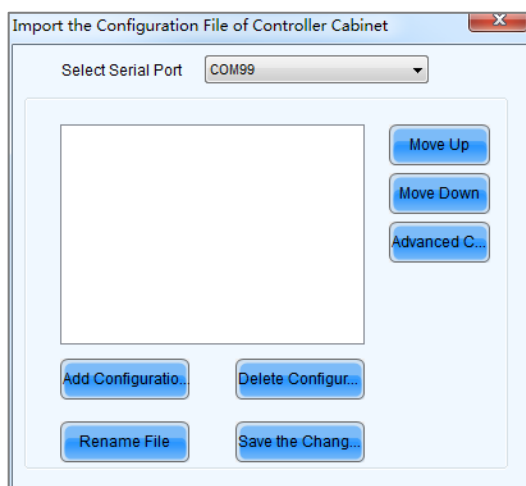 Import the Configuration File of Controller Cabinet
Select Serial Port COM99
Move Up
Move Down
Advanced C...
Add Configuratio...
Delete Configur...
Rename File
Save the Chang...